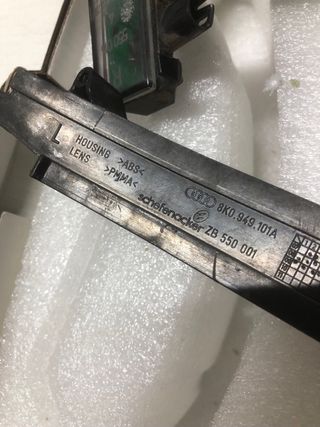 L
HOUSING >ABS<
LENS >PMMA<
8K0.949.101A
schefenacker ZB 550 001